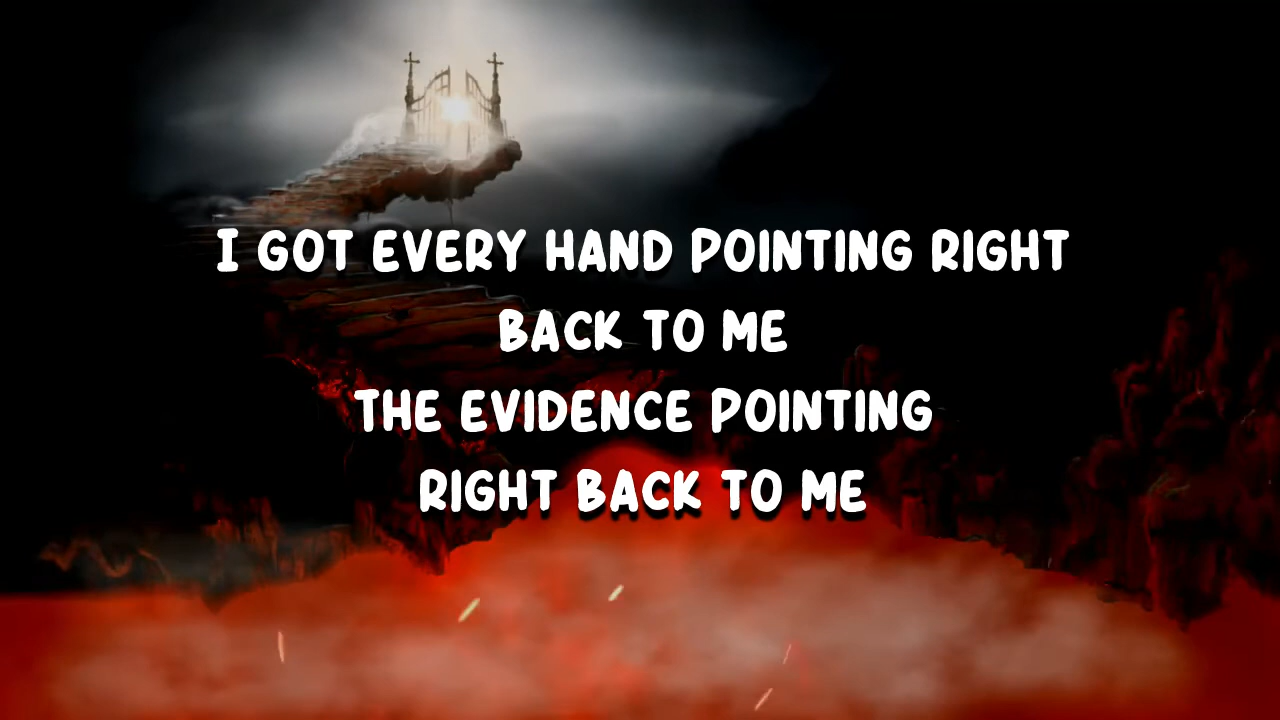 I GOT EVERY HAND POINTING RIGHT
BACK TO ME
THE EVIDENCE POINTING
RIGHT BACK TO ME